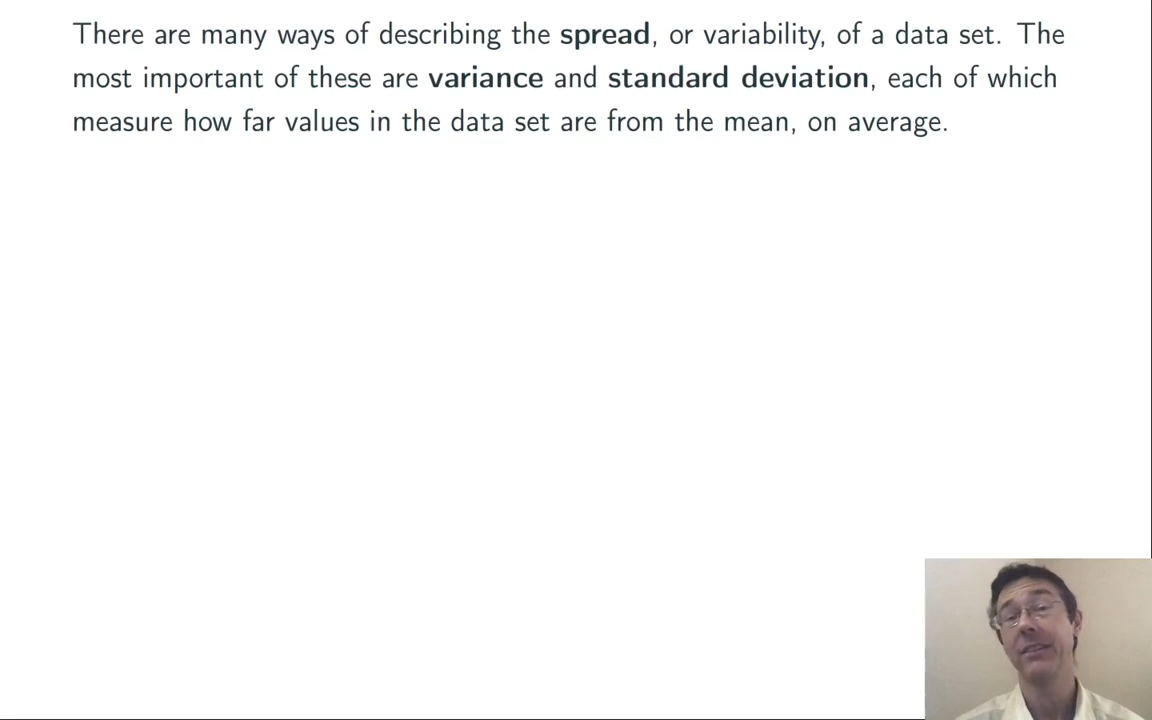 There are many ways of describing the spread, or variability, of a data set. The
most important of these are variance and standard deviation, each of which
measure how far values in the data set are from the mean, on average.